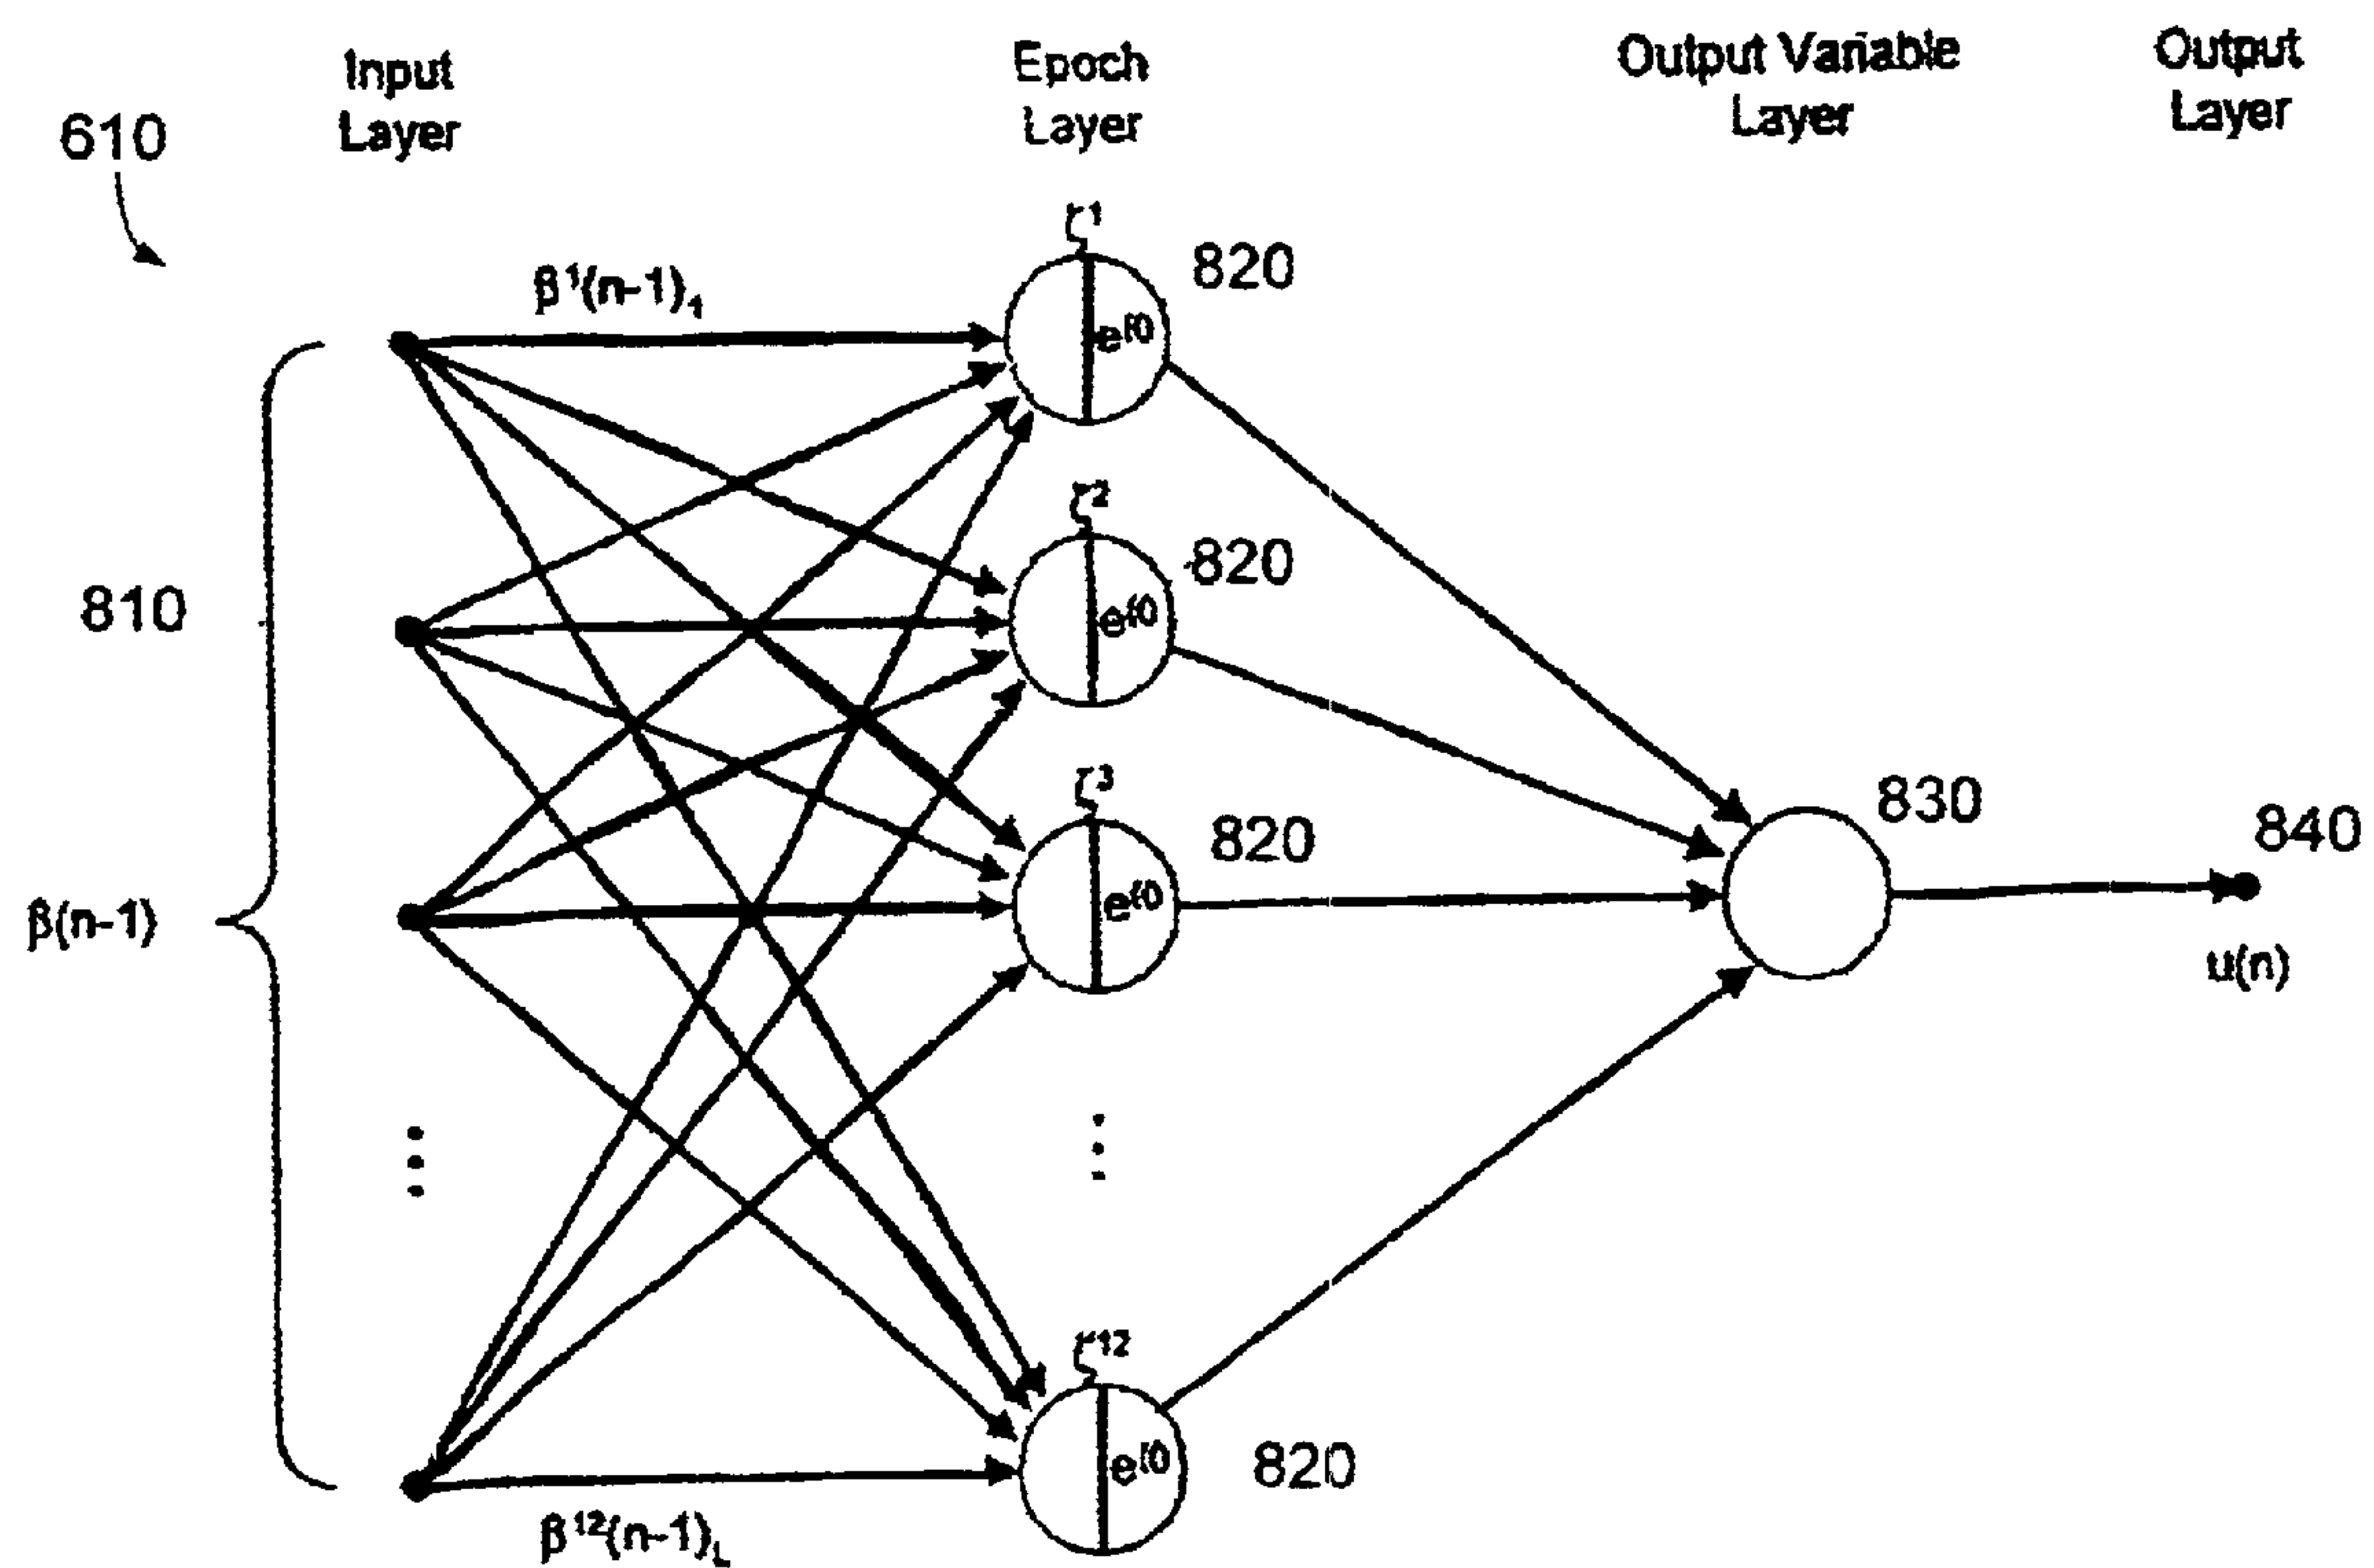 Input
Layer
Epoch
Layer
Output Variable
Layer
Output
Layer
610
ζ1
820
β1(n-1)1
ζ2
820
810
ζ3
820
830
840
β(n-1)
u(n)
ζ12
820
β12(n-1)L